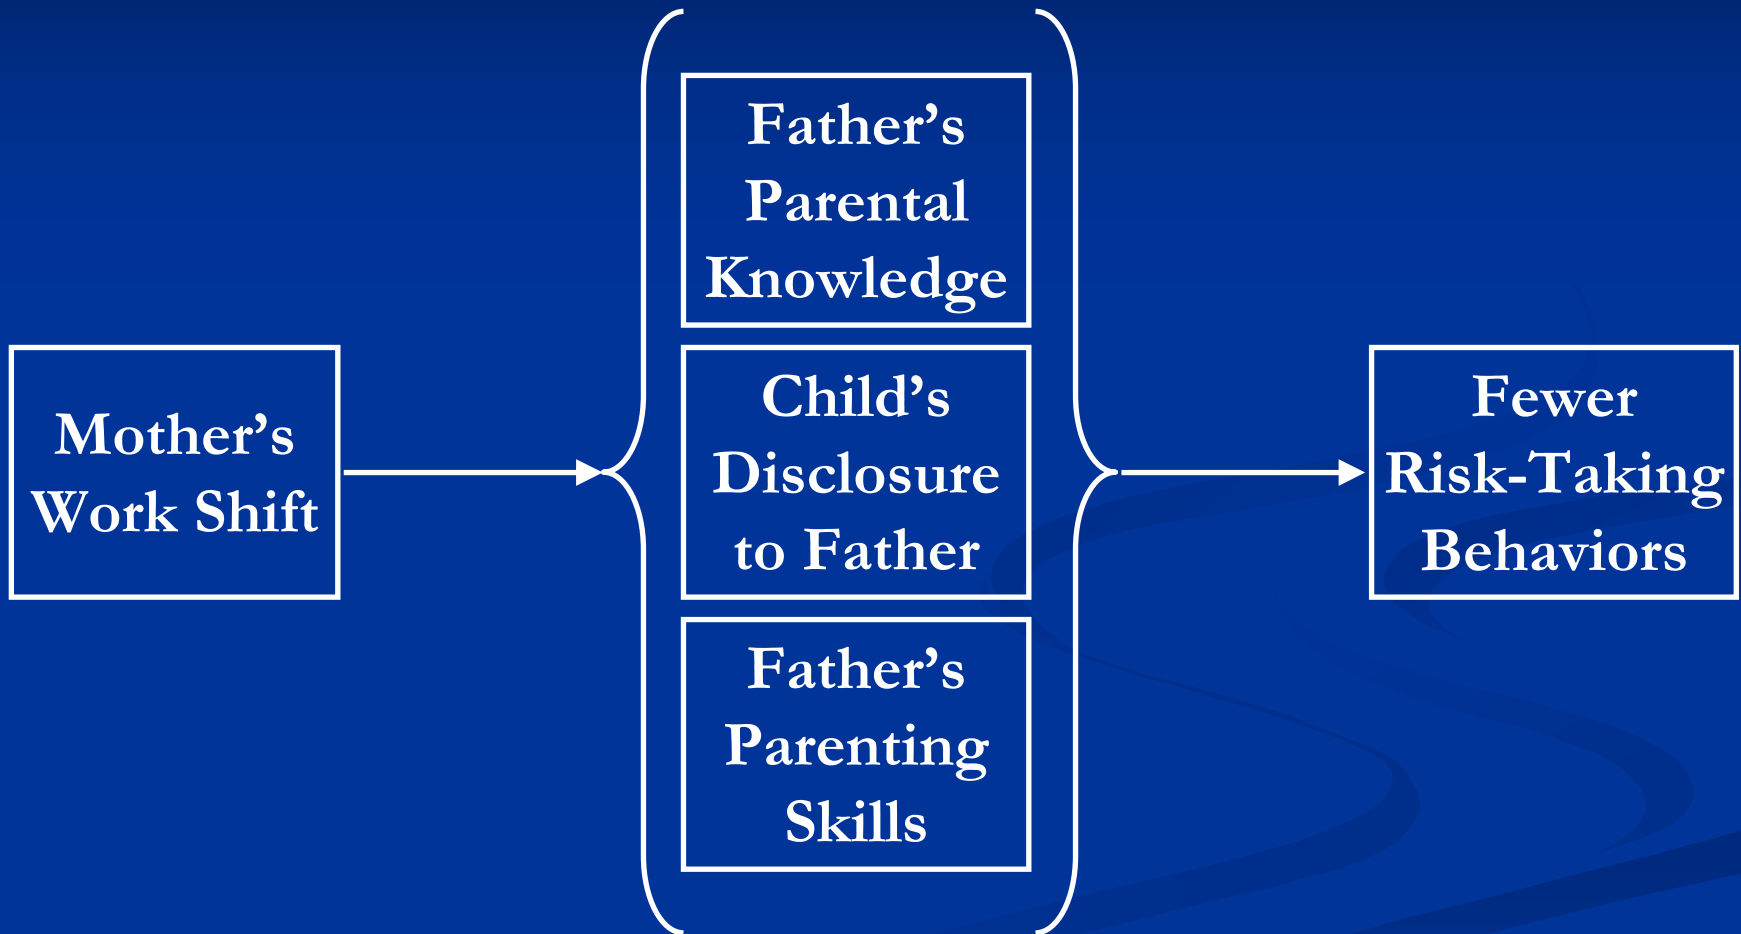 Mother’s
Work Shift
Father’s
Parental
Knowledge
Child’s
Disclosure
to Father
Father’s
Parenting
Skills
Fewer
Risk-Taking
Behaviors